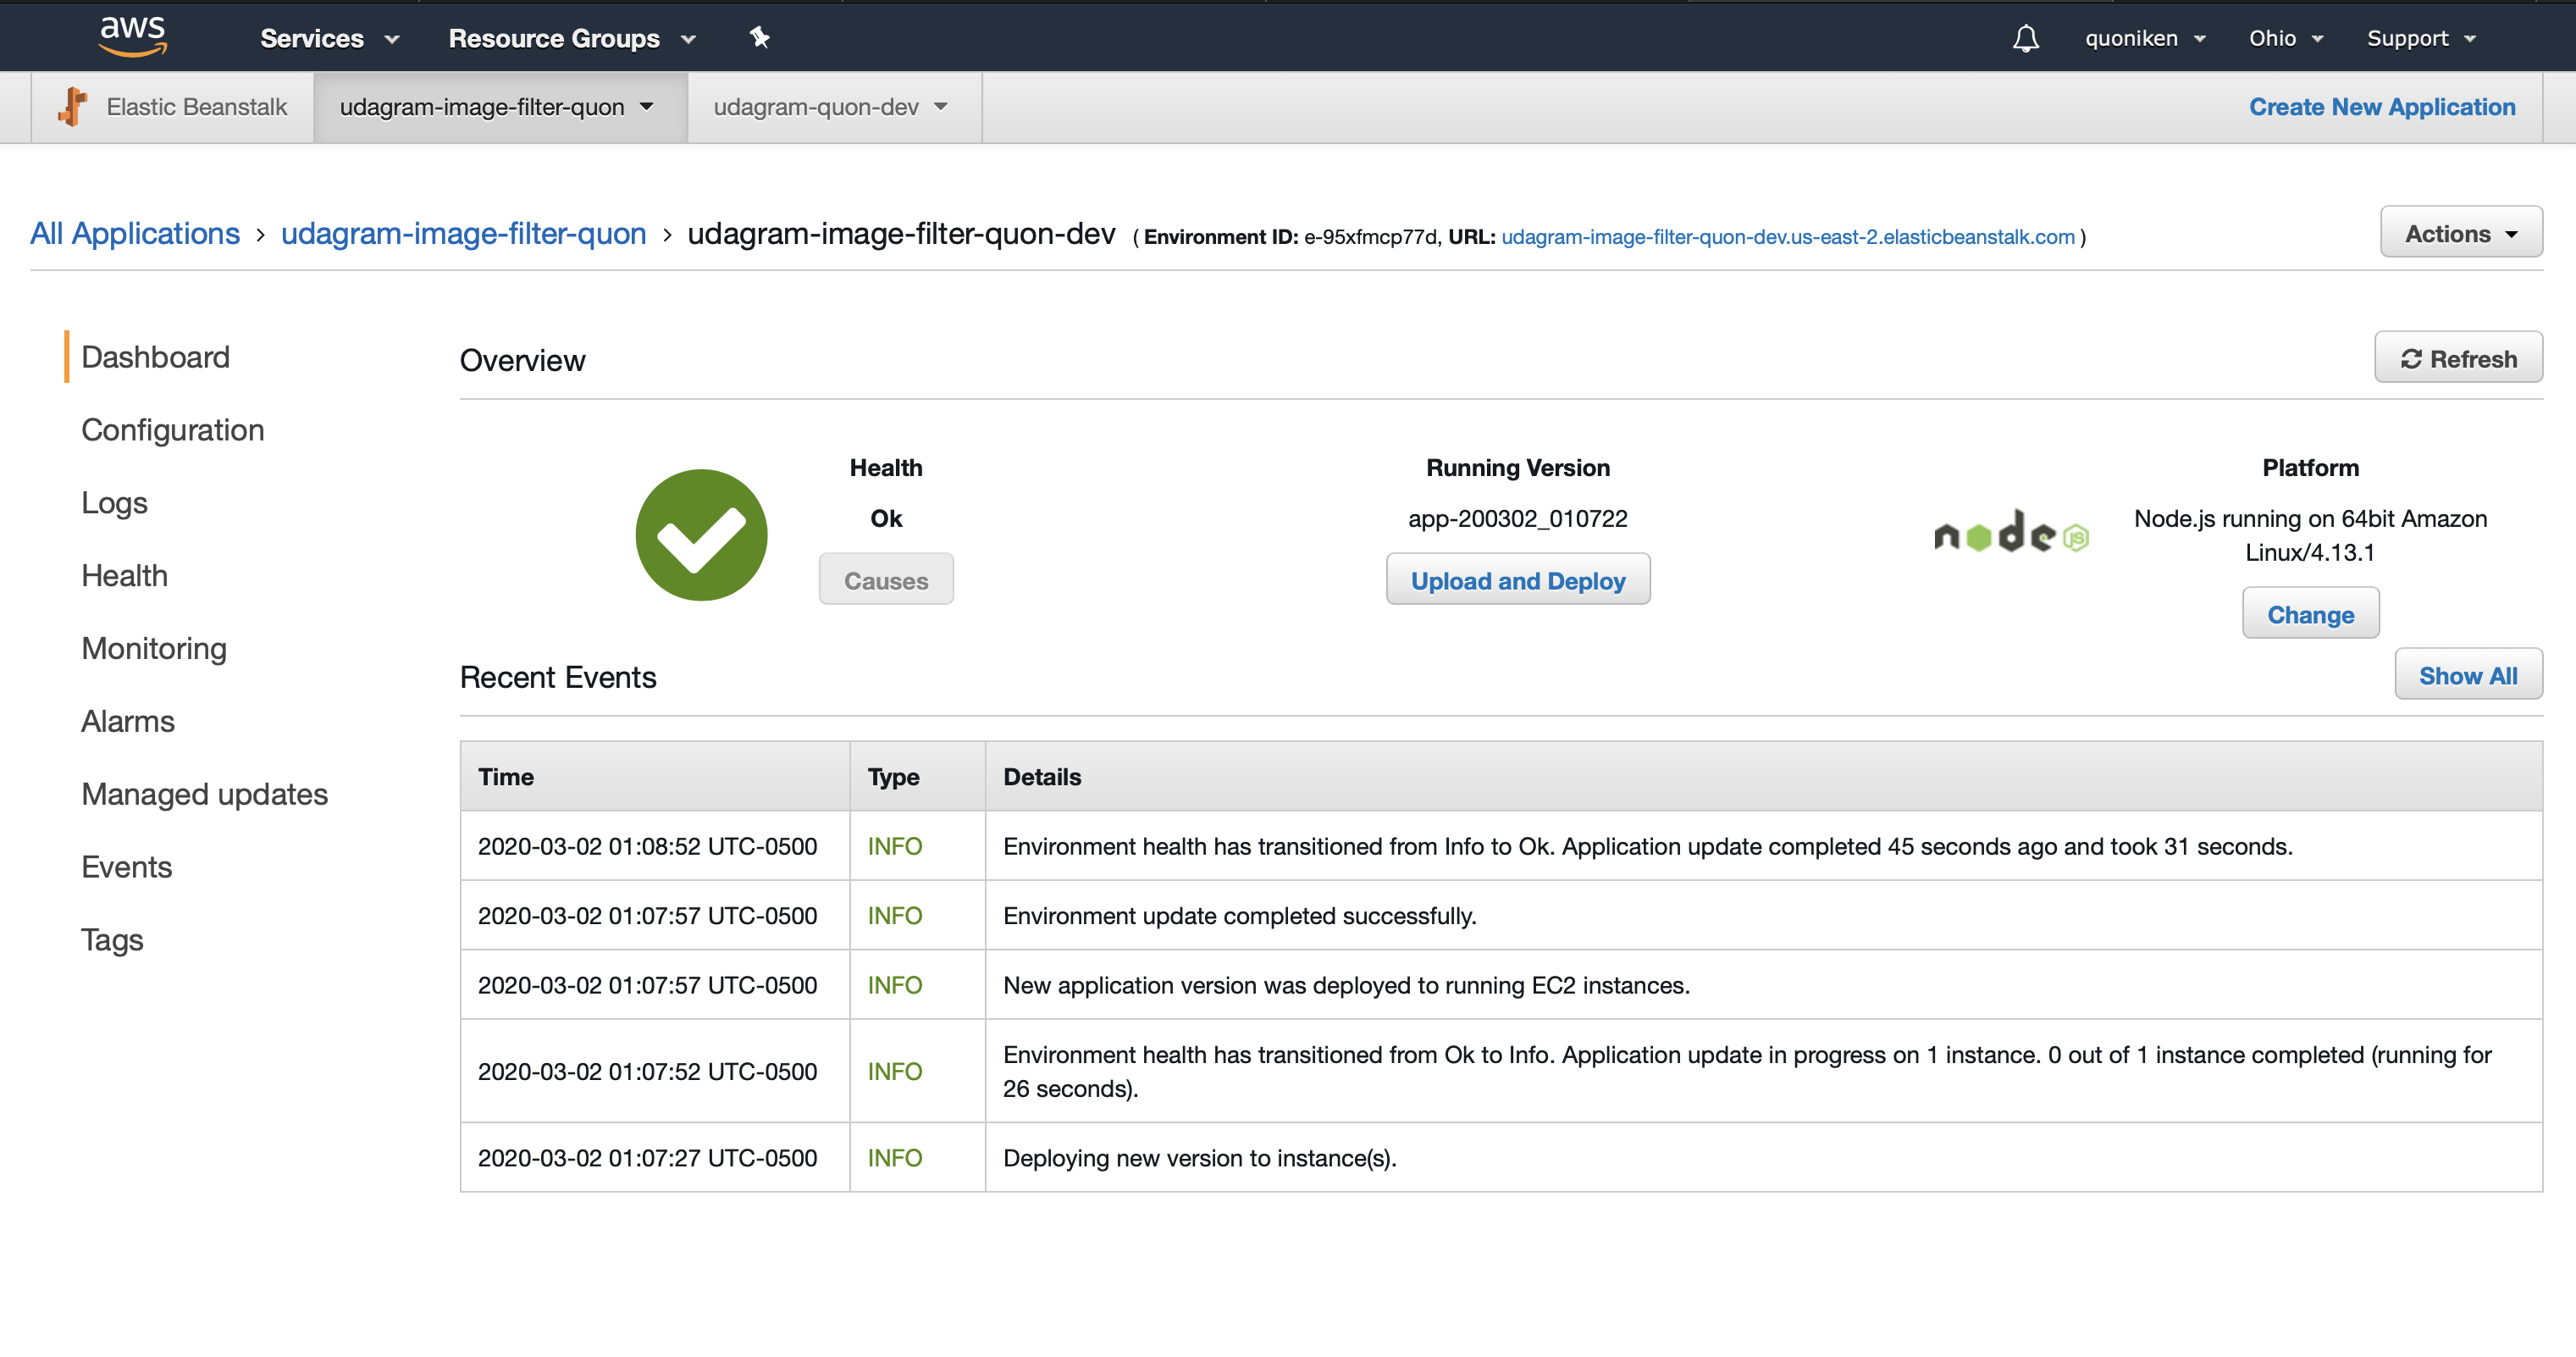 aws Services Resource Groups quoniken Ohio Support
Elastic Beanstalk udagram-image-filter-quon udagram-quon-dev Create New Application
All Applications › udagram-image-filter-quon › udagram-image-filter-quon-dev ( Environment ID: e-95xfmcp77d, URL: udagram-image-filter-quon-dev.us-east-2.elasticbeanstalk.com ) Actions
Dashboard
Configuration
Logs
Health
Monitoring
Alarms
Managed updates
Events
Tags
Overview Refresh
Health
Ok
Causes
Running Version
app-200302_010722
Upload and Deploy
node JS
Platform
Node.js running on 64bit Amazon
Linux/4.13.1
Change
Recent Events Show All
Time Type Details
2020-03-02 01:08:52 UTC-0500 INFO Environment health has transitioned from Info to Ok. Application update completed 45 seconds ago and took 31 seconds.
2020-03-02 01:07:57 UTC-0500 INFO Environment update completed successfully.
2020-03-02 01:07:57 UTC-0500 INFO New application version was deployed to running EC2 instances.
2020-03-02 01:07:52 UTC-0500 INFO Environment health has transitioned from Ok to Info. Application update in progress on 1 instance. 0 out of 1 instance completed (running for
26 seconds).
2020-03-02 01:07:27 UTC-0500 INFO Deploying new version to instance(s).